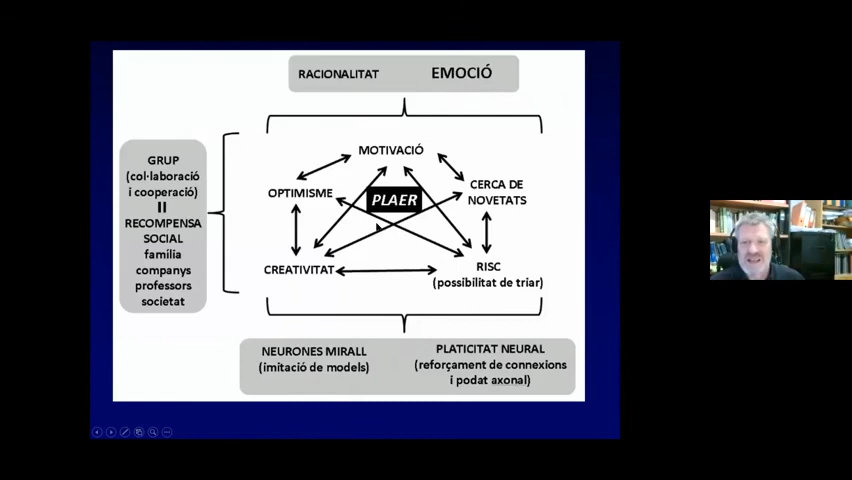 RACIONALITAT EMOCIÓ
MOTIVACIÓ
GRUP
(col·laboració
i cooperació)
II
RECOMPENSA
SOCIAL
família
companys
professors
societat
OPTIMISME
PLAER
CERCA DE
NOVETATS
CREATIVITAT
RISC
(possibilitat de triar)
NEURONES MIRALL
(imitació de models)
PLATICITAT NEURAL
(reforçament de connexions
i podat axonal)